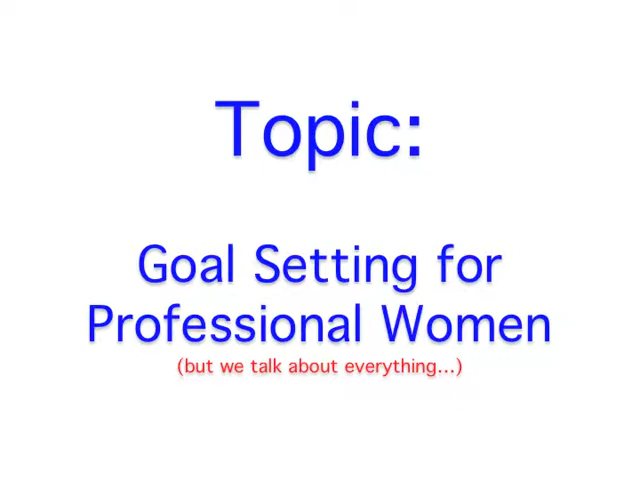 Topic:
Goal Setting for
Professional Women
(but we talk about everything...)